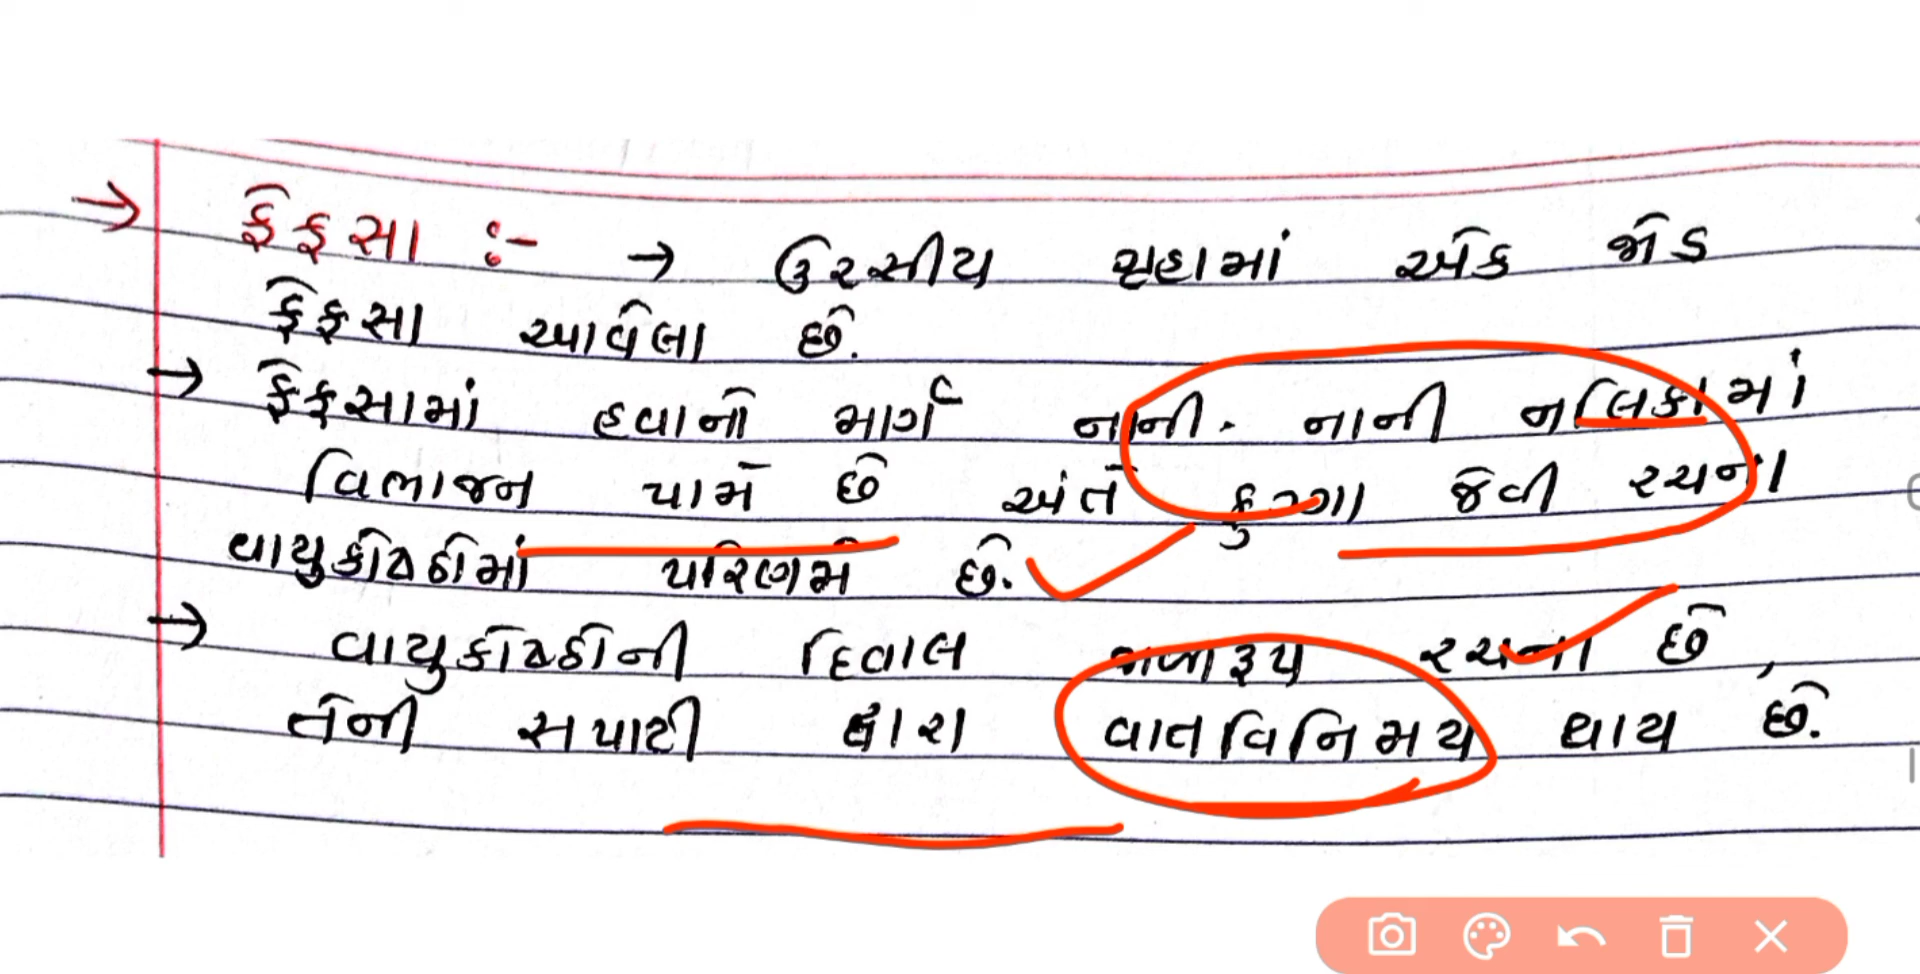 → ફેફસા :- → ઉરસીય ગુહામાં એક જોડ
ફેફસા આવેલા છે.
→ ફેફસામાં હવાનો માર્ગ નાની - નાની નલિકામાં
વિભાજન પામે છે અંતે ફુગ્ગા જેવી રચના
વાયુકોષ્ઠોમાં પરિણમે છે.
→ વાયુકોષ્ઠોની દિવાલ જાળારૂપ રચના છે,
તેની સપાટી દ્વારા વાતવિનિમય થાય છે.